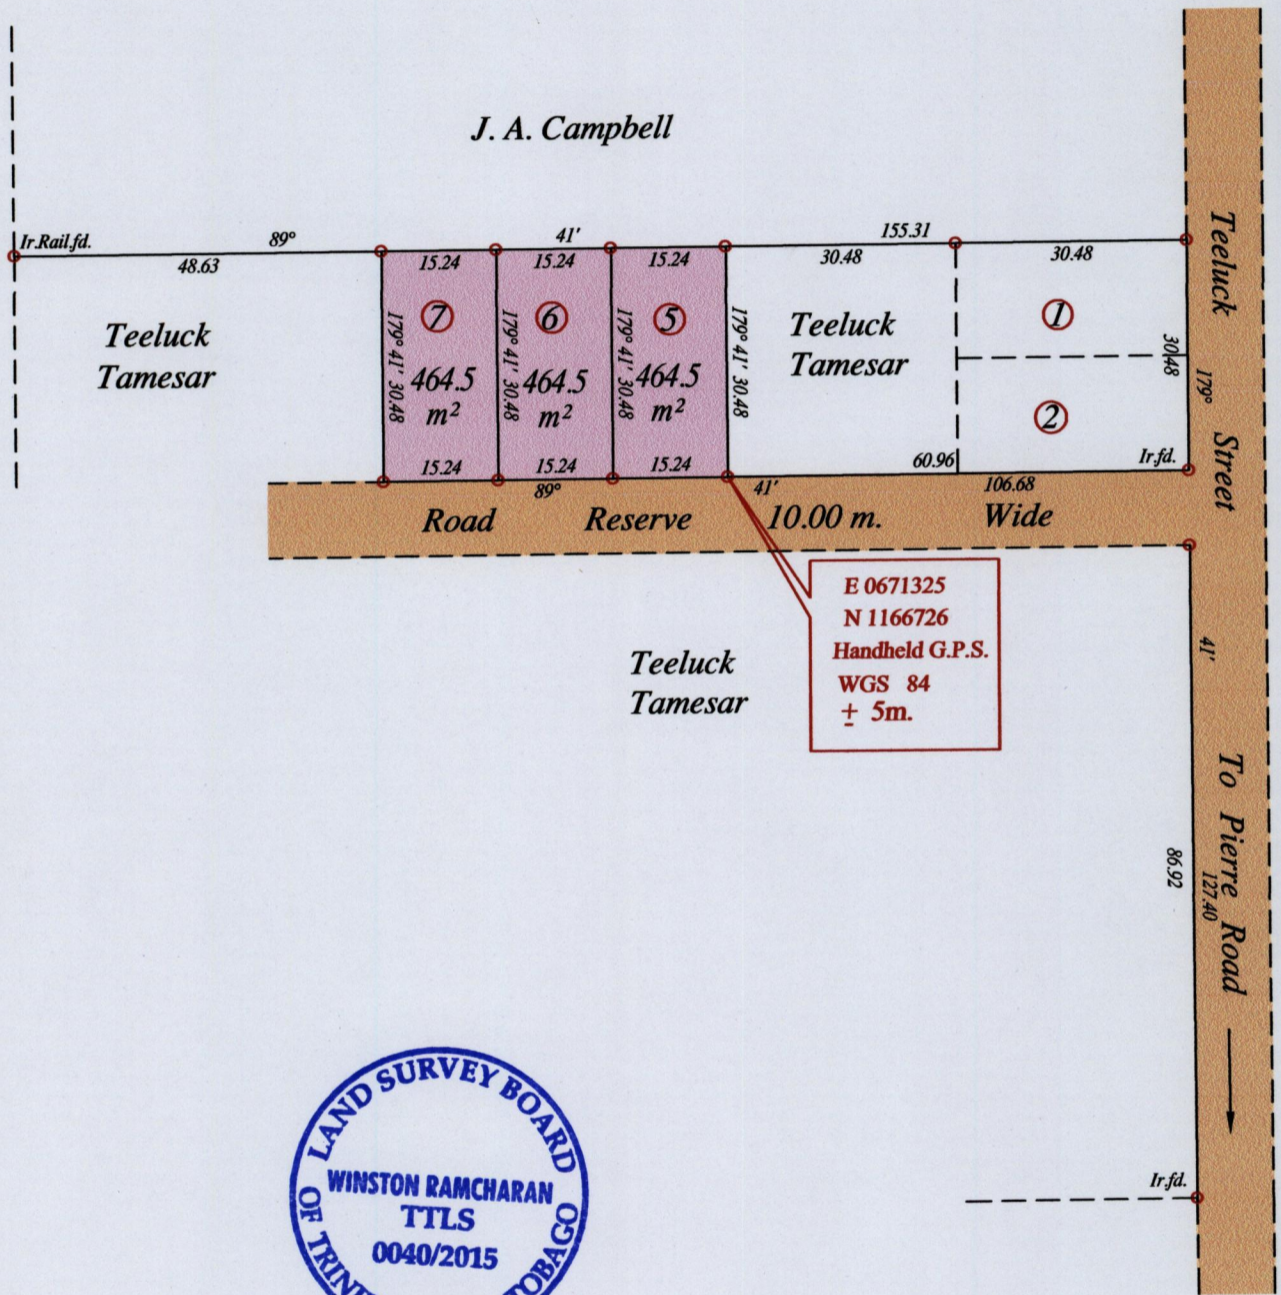 J. A. Campbell
Ir.Rail.fd.
89° 41' 155.31
48.63 15.24 15.24 15.24 30.48 30.48
Teeluck
Tamesar
7
464.5
m²
179° 41' 30.48
6
464.5
m²
179° 41' 30.48
5
464.5
m²
179° 41' 30.48
179° 41' 30.48
Teeluck
Tamesar
1
2
30.48
Ir.fd.
15.24 15.24 15.24 60.96
89° 41' 106.68
Road Reserve 10.00 m. Wide
Teeluck Street
179° 41'
127.40
To Pierre Road
86.92
Ir.fd.
E 0671325
N 1166726
Handheld G.P.S.
WGS 84
± 5m.
Teeluck
Tamesar
LAND SURVEY BOARD
WINSTON RAMCHARAN
TTLS
0040/2015
OF TRIN
TOBAGO